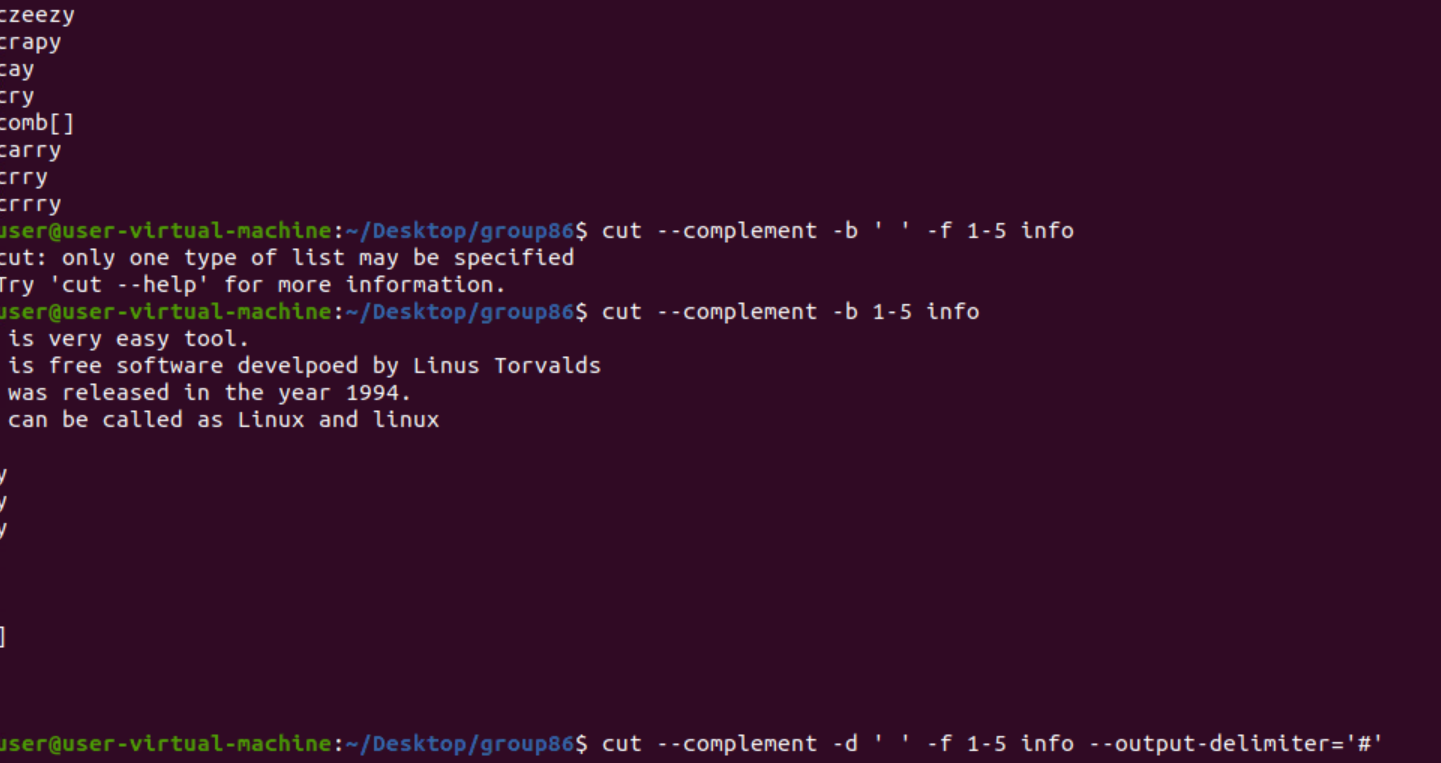 czeezy
crapy
cay
cry
comb[]
carry
crry
crrry
user@user-virtual-machine:~/Desktop/group86$ cut --complement -b ' ' -f 1-5 info
cut: only one type of list may be specified
Try 'cut --help' for more information.
user@user-virtual-machine:~/Desktop/group86$ cut --complement -b 1-5 info
 is very easy tool.
 is free software develpoed by Linus Torvalds
 was released in the year 1994.
 can be called as Linux and linux
y
y
y
]
user@user-virtual-machine:~/Desktop/group86$ cut --complement -d ' ' -f 1-5 info --output-delimiter='#'